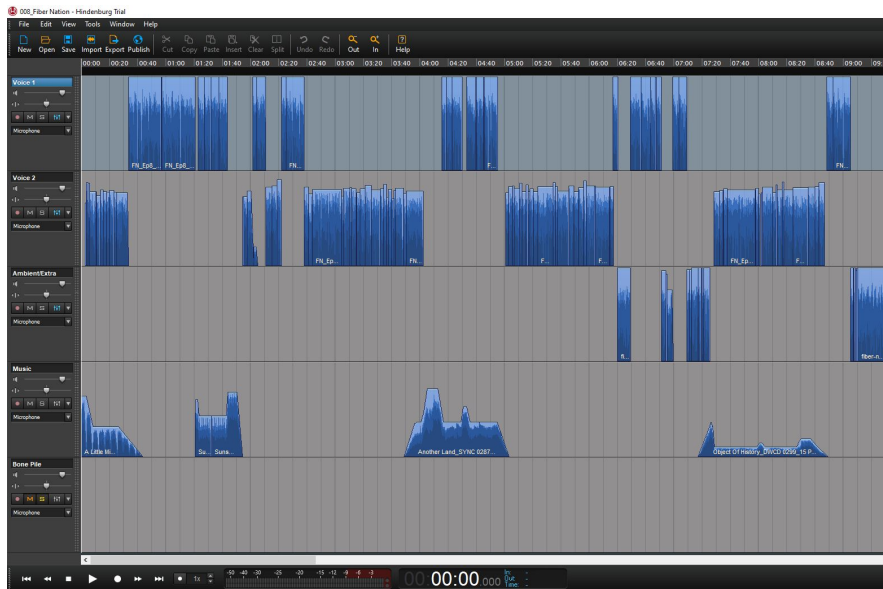 008_Fiber Nation - Hindenburg Trial
File Edit View Tools Window Help
New Open Save Import Export Publish Cut Copy Paste Insert Clear Split Undo Redo Out In Help
00:00 00:20 00:40 01:00 01:20 01:40 02:00 02:20 02:40 03:00 03:20 03:40 04:00 04:20 04:40 05:00 05:20 05:40 06:00 06:20 06:40 07:00 07:20 07:40 08:00 08:20 08:40 09:00 09:
Voice 1
M S
Microphone
FN_Ep8_... FN_Ep8_... FN... F... FN...
Voice 2
M S
Microphone
FN_Ep... FN... F... F... FN_Ep... F...
Ambient/Extra
M S
Microphone
fi... fiber-n...
Music
M S
Microphone
A Little Mi... Su... Suns... Another Land_SYNC 0287... Object Of History_DWCD 0299_15 P...
Bone Pile
M S
Microphone
1x -50 -40 -30 -25 -20 -15 -12 -9 -6 -3 00:00:00.000 In: -
Out: -
Time: -